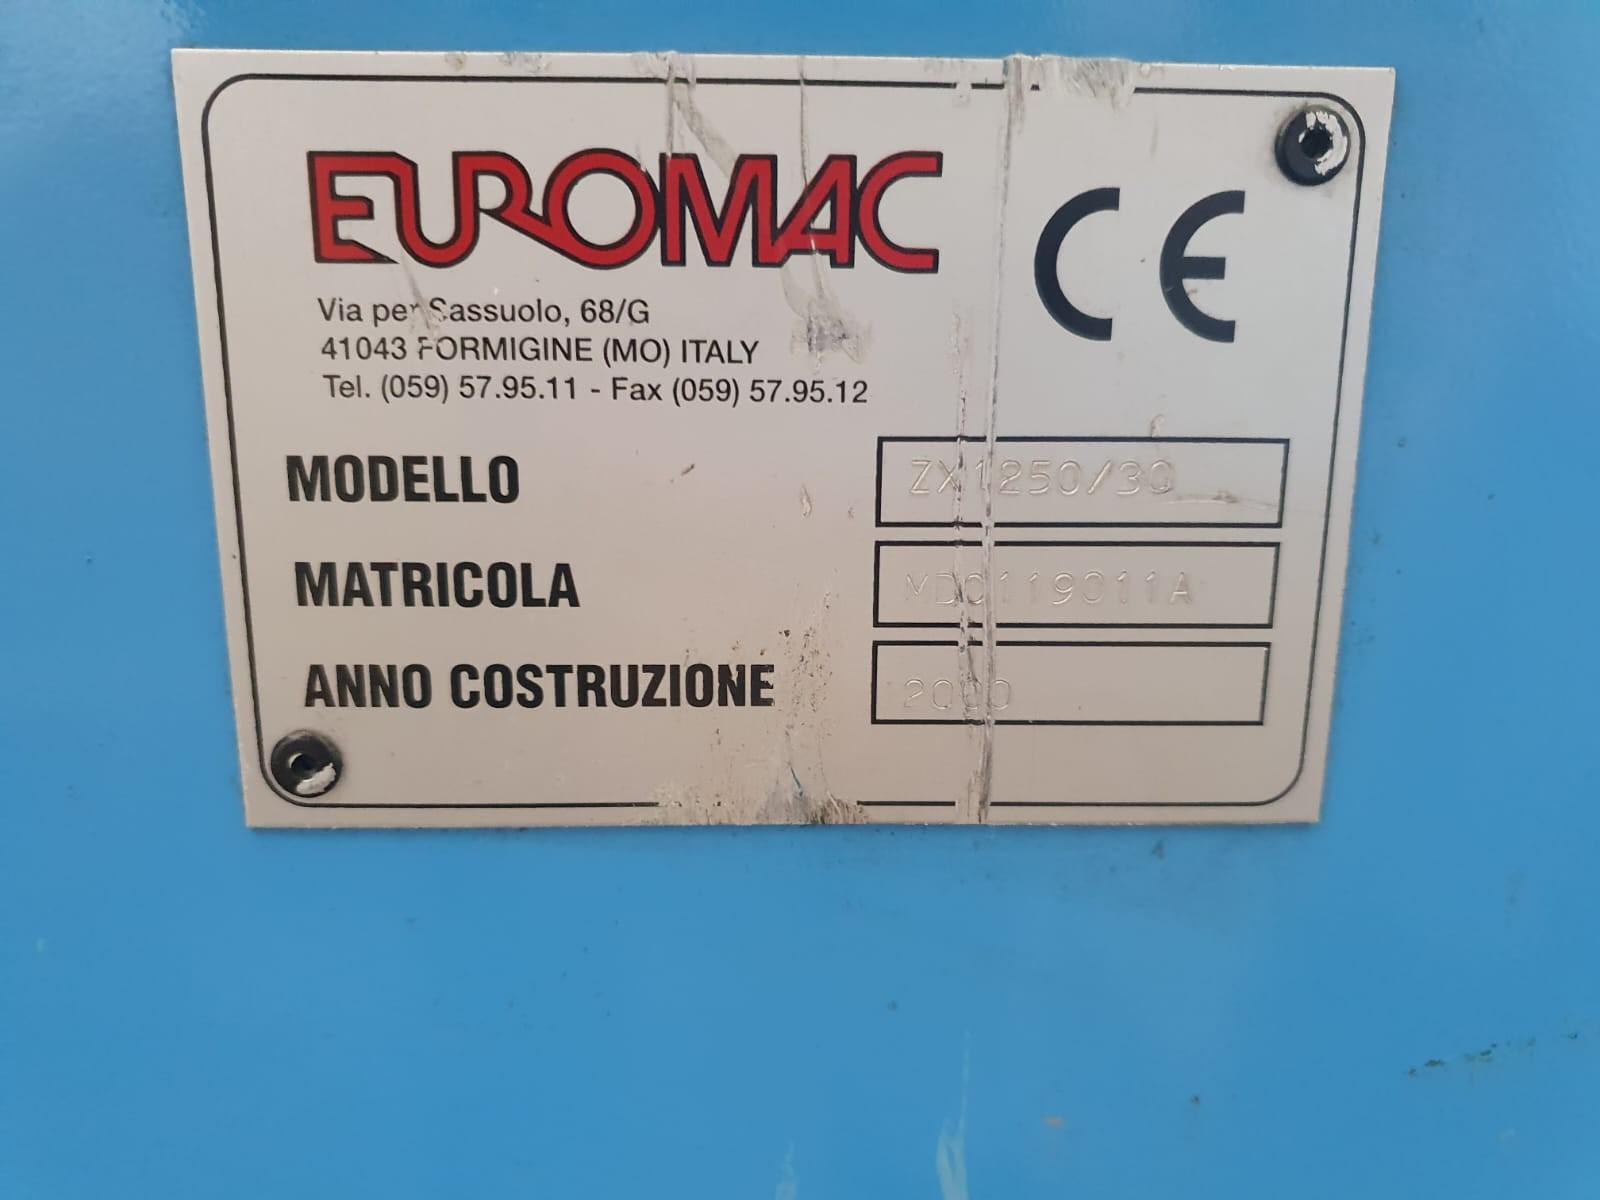 EUROMAC
CE
Via per Sassuolo, 68/G
41043 FORMIGINE (MO) ITALY
Tel. (059) 57.95.11 - Fax (059) 57.95.12
MODELLO ZX1250/30
MATRICOLA MD0119011A
ANNO COSTRUZIONE 2000